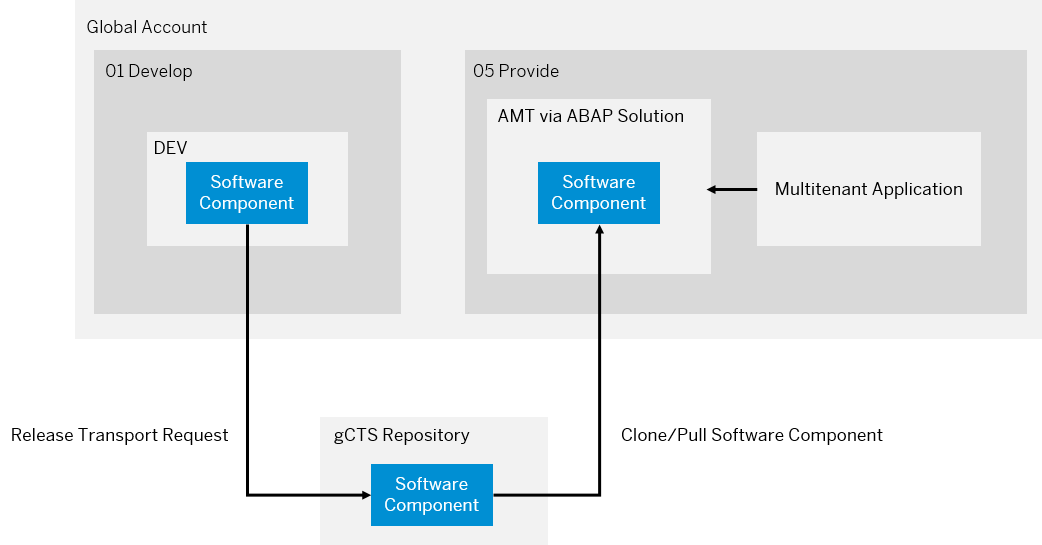 Global Account
01 Develop
DEV
Software
Component
05 Provide
AMT via ABAP Solution
Software
Component
Multitenant Application
Release Transport Request
gCTS Repository
Software
Component
Clone/Pull Software Component